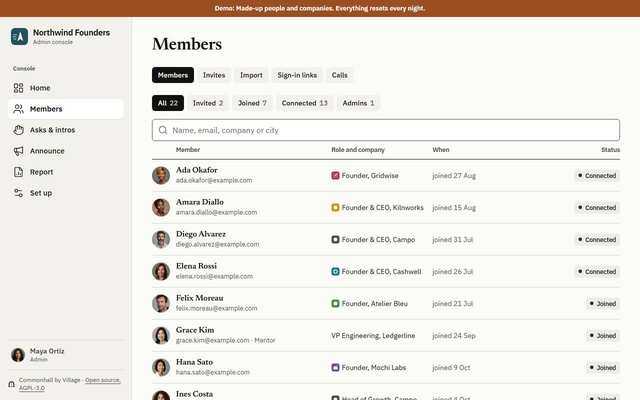 Demo: Made-up people and companies. Everything resets every night.
Northwind Founders
Admin console
Console
Home
Members
Asks & intros
Announce
Report
Set up
Maya Ortiz
Admin
Commonhall by Village · Open source, AGPL-3.0
Members
Members Invites Import Sign-in links Calls
All 22 Invited 2 Joined 7 Connected 13 Admins 1
Name, email, company or city
Member Role and company When Status
Ada Okafor
ada.okafor@example.com
Founder, Gridwise joined 27 Aug Connected
Amara Diallo
amara.diallo@example.com
Founder & CEO, Kilnworks joined 15 Aug Connected
Diego Alvarez
diego.alvarez@example.com
Founder & CEO, Campo joined 31 Jul Connected
Elena Rossi
elena.rossi@example.com
Founder & CEO, Cashwell joined 26 Jul Connected
Felix Moreau
felix.moreau@example.com
Founder, Atelier Bleu joined 21 Jul Joined
Grace Kim
grace.kim@example.com · Mentor
VP Engineering, Ledgerline joined 24 Sep Joined
Hana Sato
hana.sato@example.com
Founder, Mochi Labs joined 9 Oct Joined
Ines Costa
Head of Growth, Campo joined 4 Oct Joined